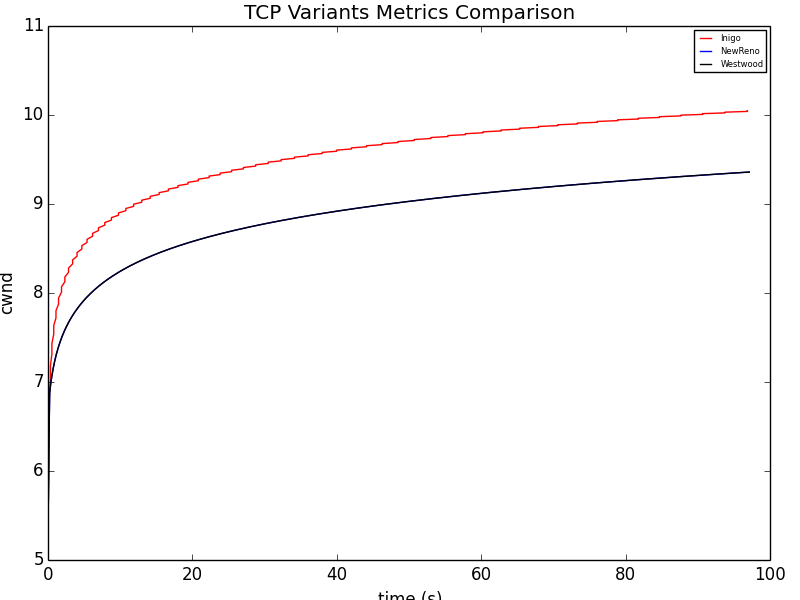 TCP Variants Metrics Comparison
11
10
9
8
7
6
5
cwnd
Inigo
NewReno
Westwood
0 20 40 60 80 100
time (s)